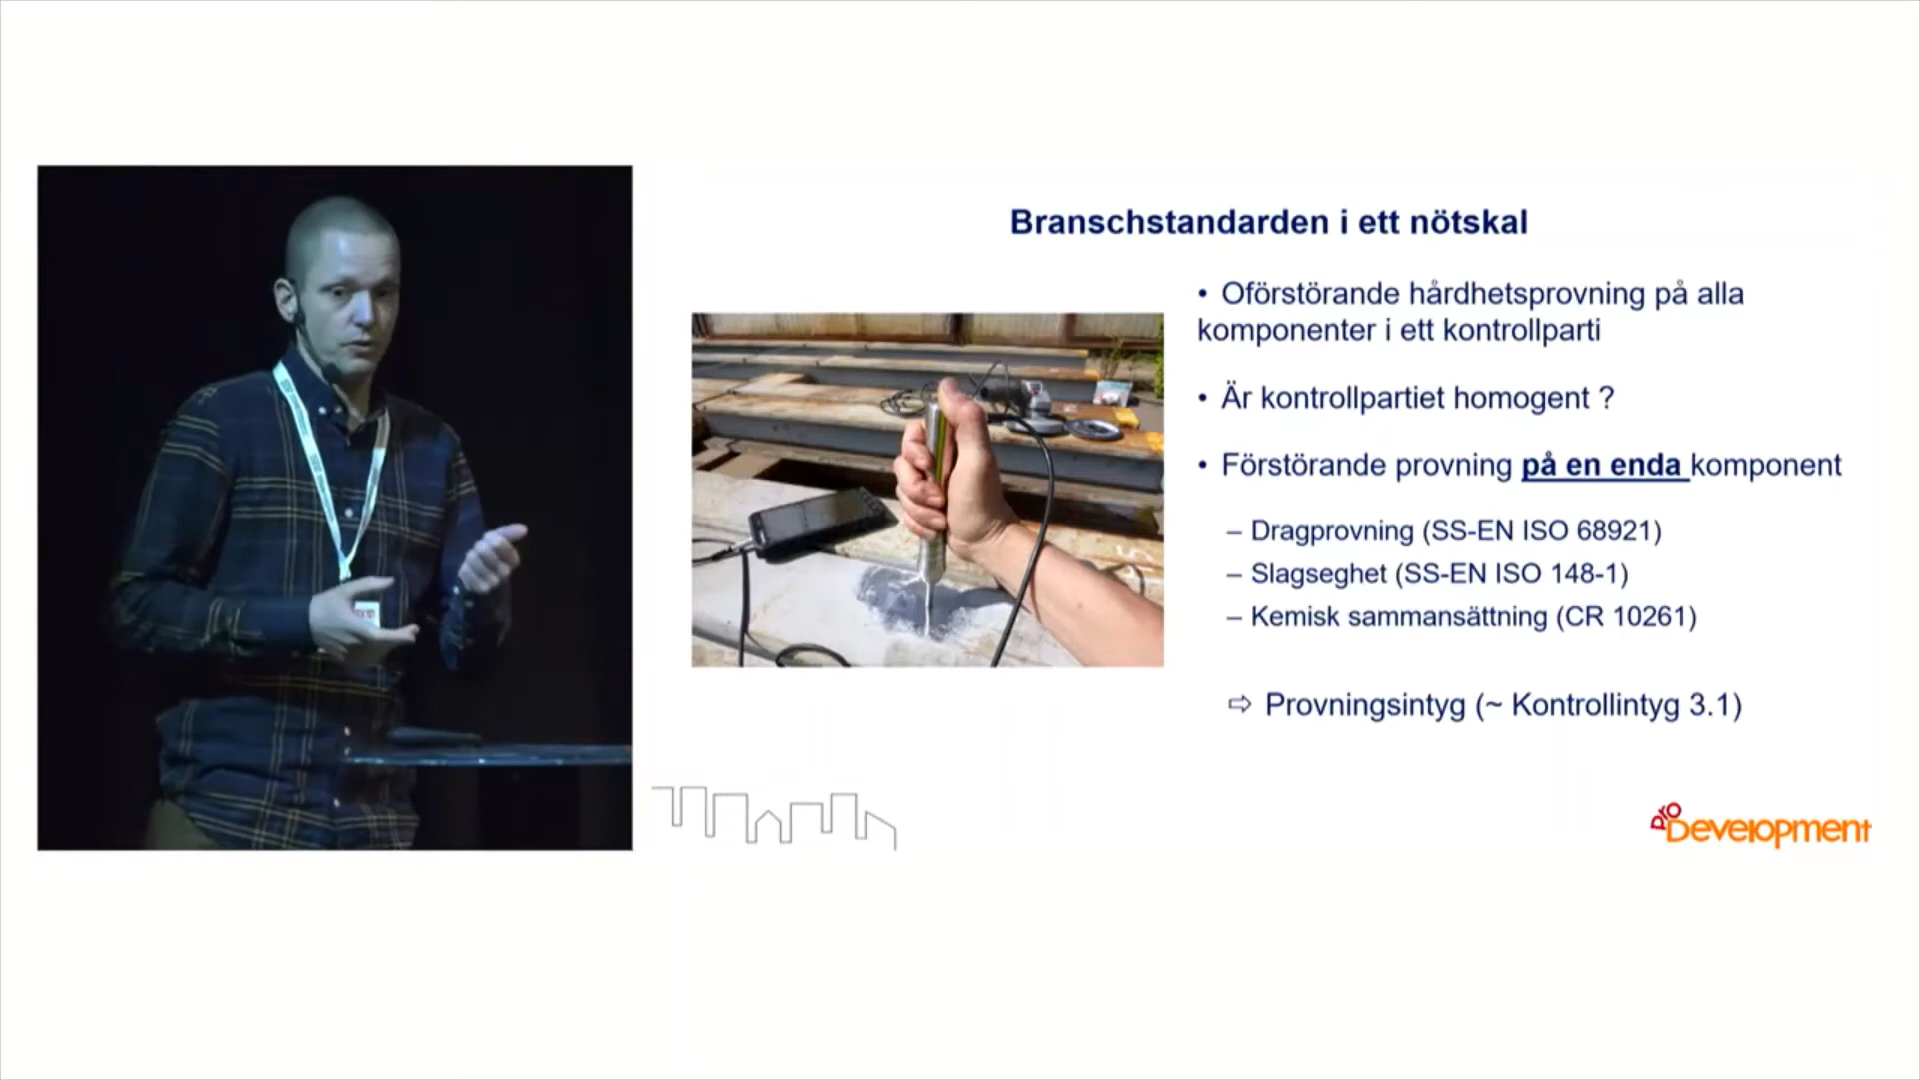 Branschstandarden i ett nötskal
• Oförstörande hårdhetsprovning på alla
komponenter i ett kontrollparti
• Är kontrollpartiet homogent ?
• Förstörande provning på en enda komponent
– Dragprovning (SS-EN ISO 68921)
– Slagseghet (SS-EN ISO 148-1)
– Kemisk sammansättning (CR 10261)
⇨ Provningsintyg (~ Kontrollintyg 3.1)
pro
Development